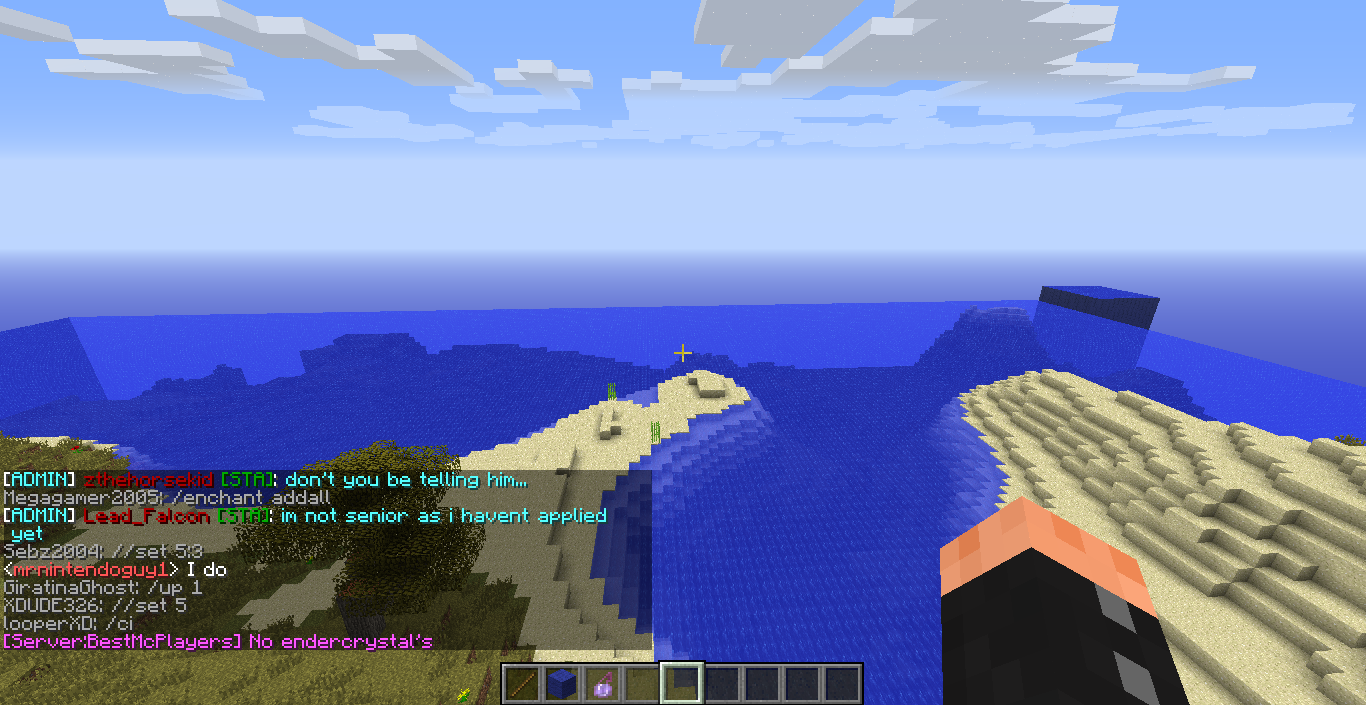 [ADMIN] zthehorsekid [STA]: don't you be telling him...
Megagamer2005: /enchant addall
[ADMIN] Lead_Falcon [STA]: im not senior as i havent applied
yet
Sebz2004: //set 5:3
<mrnintendoguy1> I do
GiratinaGhost: /up 1
XDUDE326: //set 5
looperXD: /ci
[Server:BestMcPlayers] No endercrystal's